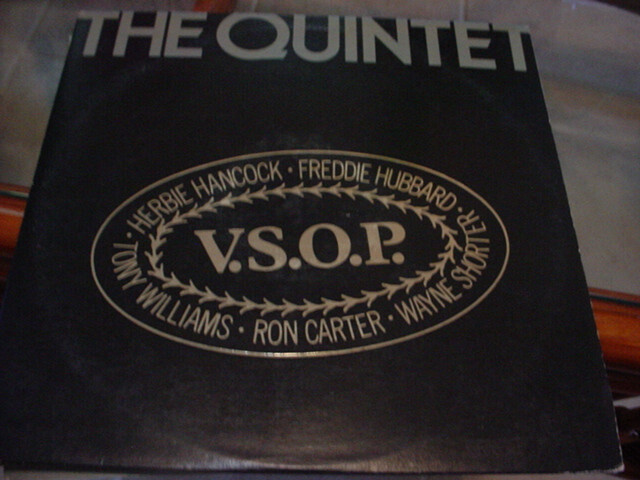 THE QUINTET
HERBIE HANCOCK · FREDDIE HUBBARD ·
V.S.O.P.
TONY WILLIAMS · RON CARTER · WAYNE SHORTER